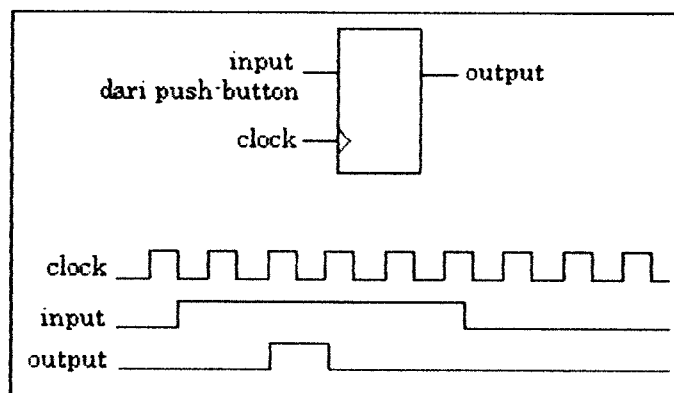 input
dari push-button
output
clock
clock
input
output